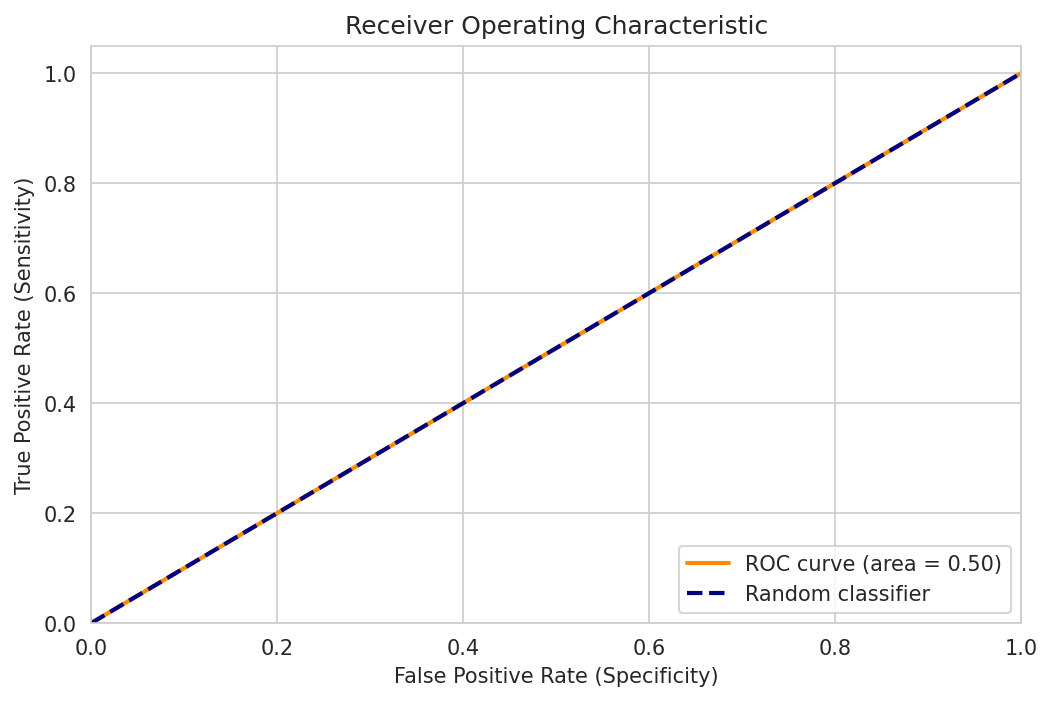 Receiver Operating Characteristic
True Positive Rate (Sensitivity)
1.0
0.8
0.6
0.4
0.2
0.0
ROC curve (area = 0.50)
Random classifier
0.0 0.2 0.4 0.6 0.8 1.0
False Positive Rate (Specificity)